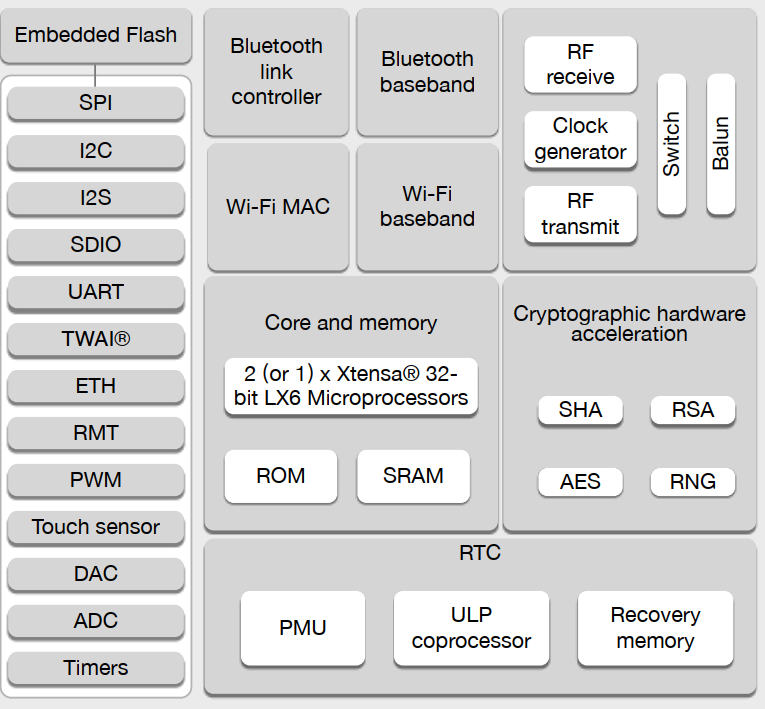 Embedded Flash
SPI
I2C
I2S
SDIO
UART
TWAI®
ETH
RMT
PWM
Touch sensor
DAC
ADC
Timers
Bluetooth
link
controller
Bluetooth
baseband
Wi-Fi MAC
Wi-Fi
baseband
RF
receive
Clock
generator
RF
transmit
Switch
Balun
Core and memory
2 (or 1) x Xtensa® 32-
bit LX6 Microprocessors
ROM
SRAM
Cryptographic hardware
acceleration
SHA
RSA
AES
RNG
RTC
PMU
ULP
coprocessor
Recovery
memory